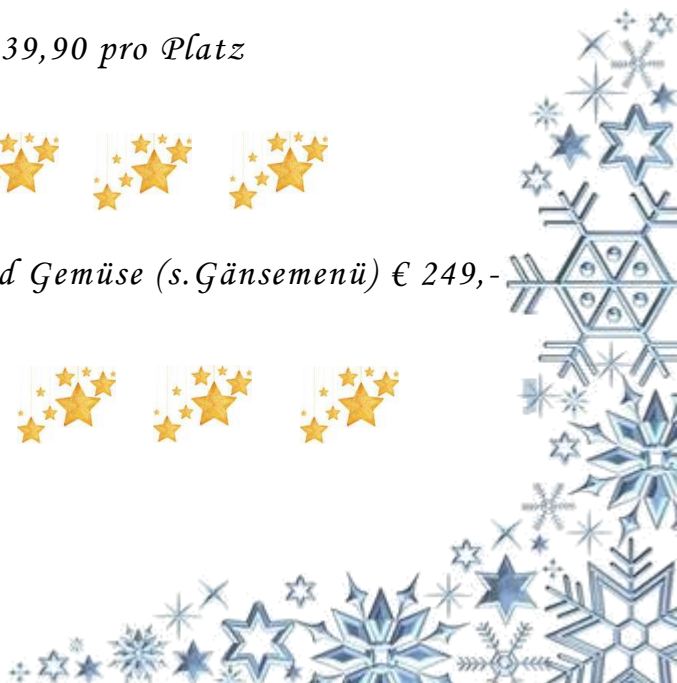 39,90 pro Platz
d Gemüse (s.Gänsemenü) € 249,-